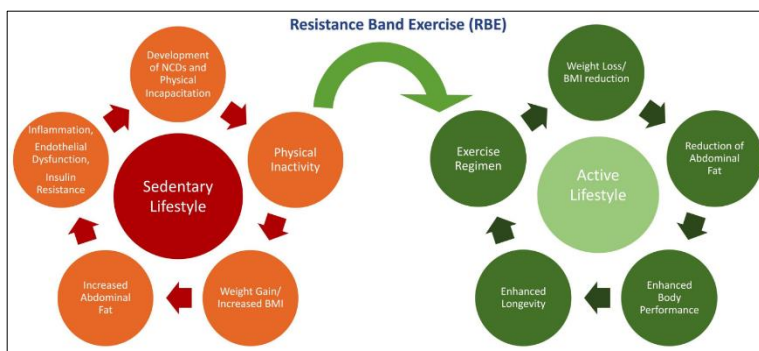 Resistance Band Exercise (RBE)
Development
of NCDs and
Physical
Incapacitation
Physical
Inactivity
Weight Gain/
Increased BMI
Increased
Abdominal
Fat
Inflammation,
Endothelial
Dysfunction,
Insulin
Resistance
Sedentary
Lifestyle
Weight Loss/
BMI reduction
Reduction of
Abdominal
Fat
Enhanced
Body
Performance
Enhanced
Longevity
Exercise
Regimen
Active
Lifestyle